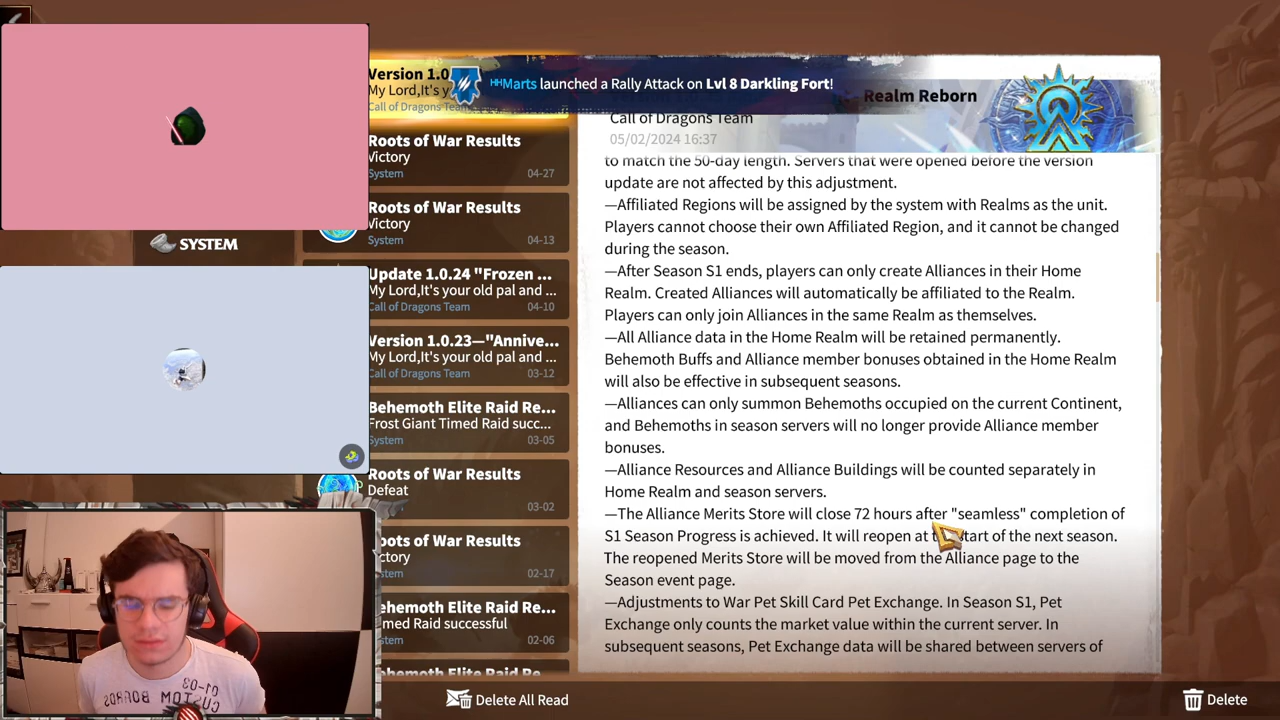 Version 1.0
My Lord,It's y
Call of Dragons Tea
Roots of War Results
Victory
System
04-27
Roots of War Results
Victory
System
04-13
SYSTEM
Update 1.0.24 "Frozen ...
My Lord,It's your old pal and ...
Call of Dragons Team
04-10
Version 1.0.23—"Annive...
My Lord,It's your old pal and ...
Call of Dragons Team
03-12
Behemoth Elite Raid Re...
Frost Giant Timed Raid succ...
System
03-05
Roots of War Results
Defeat
03-02
oots of War Results
ctory
stem
02-17
ehemoth Elite Raid Re...
med Raid successful
stem
02-06
ehemoth Elite Raid Re
HHMarts launched a Rally Attack on Lvl 8 Darkling Fort!
Realm Reborn
Call of Dragons Team
05/02/2024 16:37
to match the 50-day length. Servers that were opened before the version
update are not affected by this adjustment.
—Affiliated Regions will be assigned by the system with Realms as the unit.
Players cannot choose their own Affiliated Region, and it cannot be changed
during the season.
—After Season S1 ends, players can only create Alliances in their Home
Realm. Created Alliances will automatically be affiliated to the Realm.
Players can only join Alliances in the same Realm as themselves.
—All Alliance data in the Home Realm will be retained permanently.
Behemoth Buffs and Alliance member bonuses obtained in the Home Realm
will also be effective in subsequent seasons.
—Alliances can only summon Behemoths occupied on the current Continent,
and Behemoths in season servers will no longer provide Alliance member
bonuses.
—Alliance Resources and Alliance Buildings will be counted separately in
Home Realm and season servers.
—The Alliance Merits Store will close 72 hours after "seamless" completion of
S1 Season Progress is achieved. It will reopen at the start of the next season.
The reopened Merits Store will be moved from the Alliance page to the
Season event page.
—Adjustments to War Pet Skill Card Pet Exchange. In Season S1, Pet
Exchange only counts the market value within the current server. In
subsequent seasons, Pet Exchange data will be shared between servers of
Delete All Read
Delete
CUSTOM BOARDS
03-01